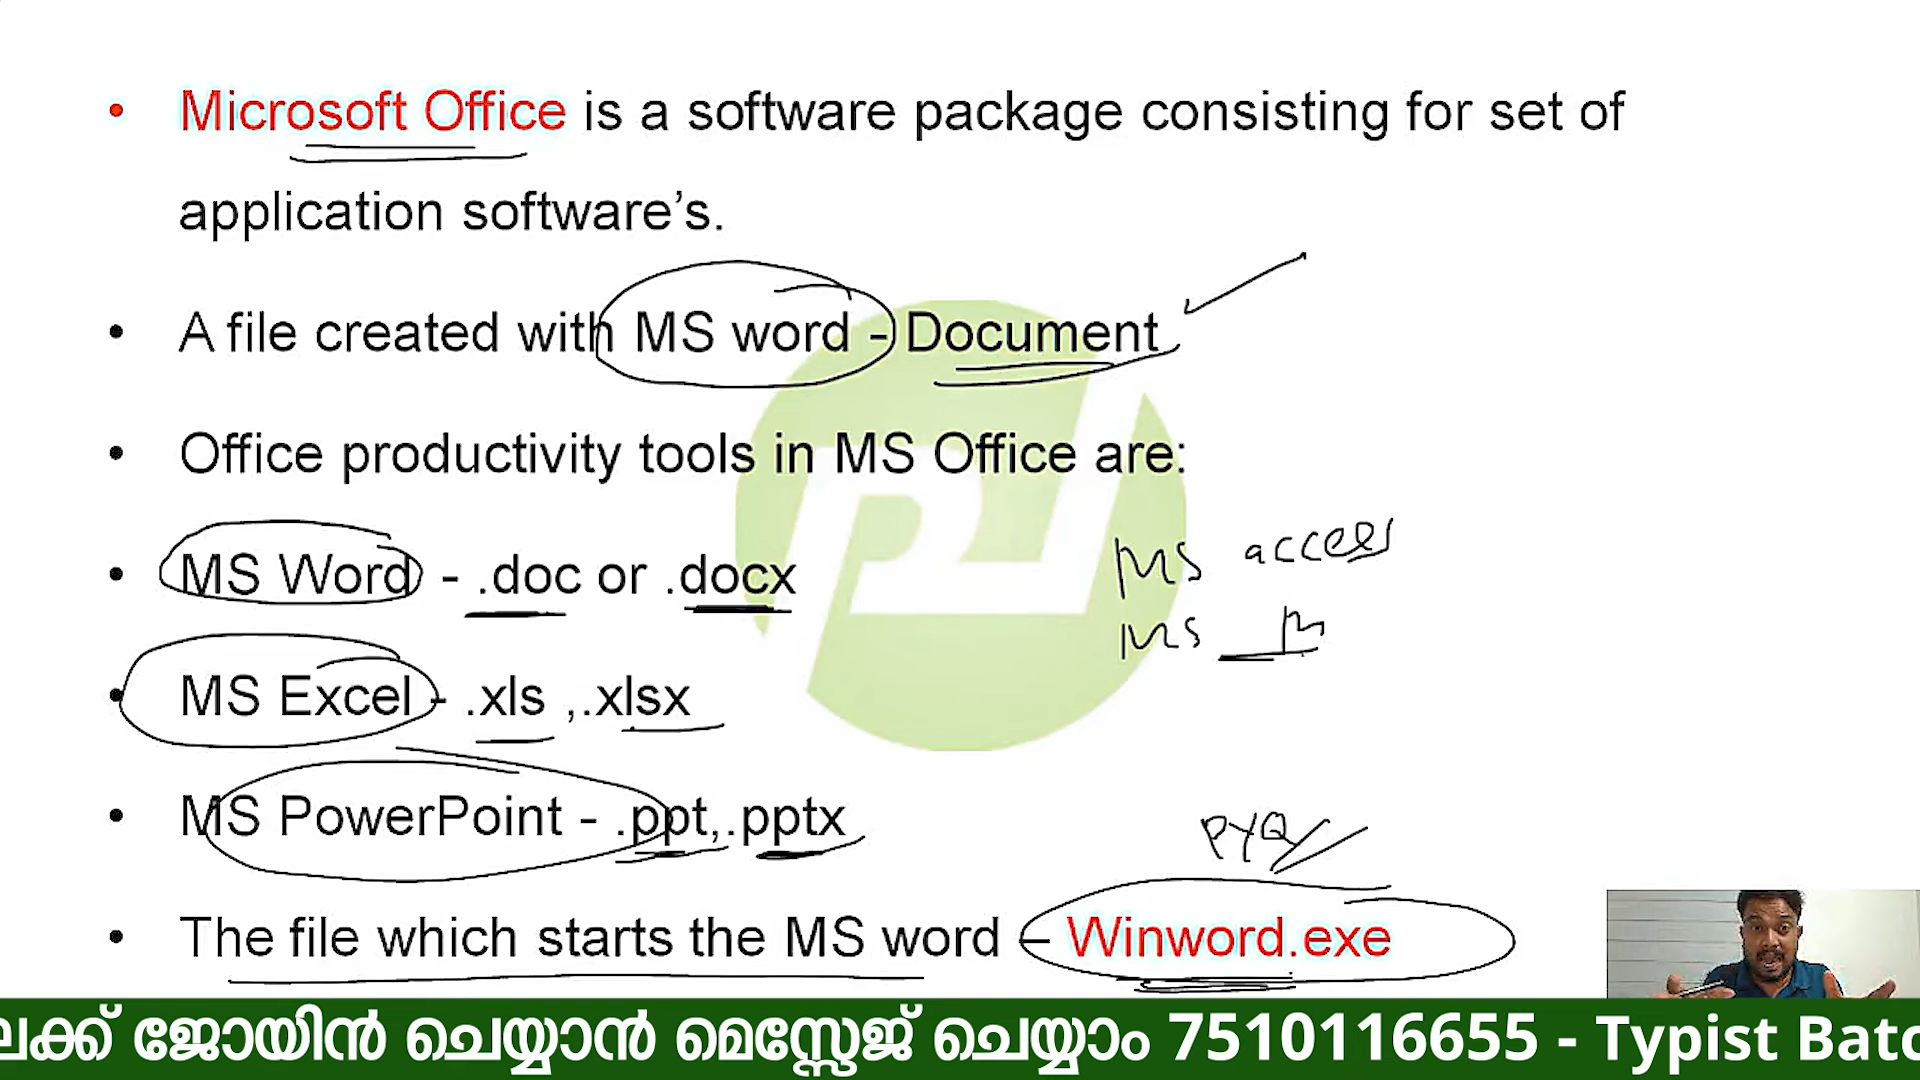 • Microsoft Office is a software package consisting for set of
application software’s.
• A file created with MS word - Document
• Office productivity tools in MS Office are:
• MS Word - .doc or .docx
MS access
MS
• MS Excel - .xls ,.xlsx
• MS PowerPoint - .ppt,.pptx
PYQ
• The file which starts the MS word – Winword.exe
ലക്ക് ജോയിൻ ചെയ്യാൻ മെസ്സേജ് ചെയ്യാം 7510116655 - Typist Batc